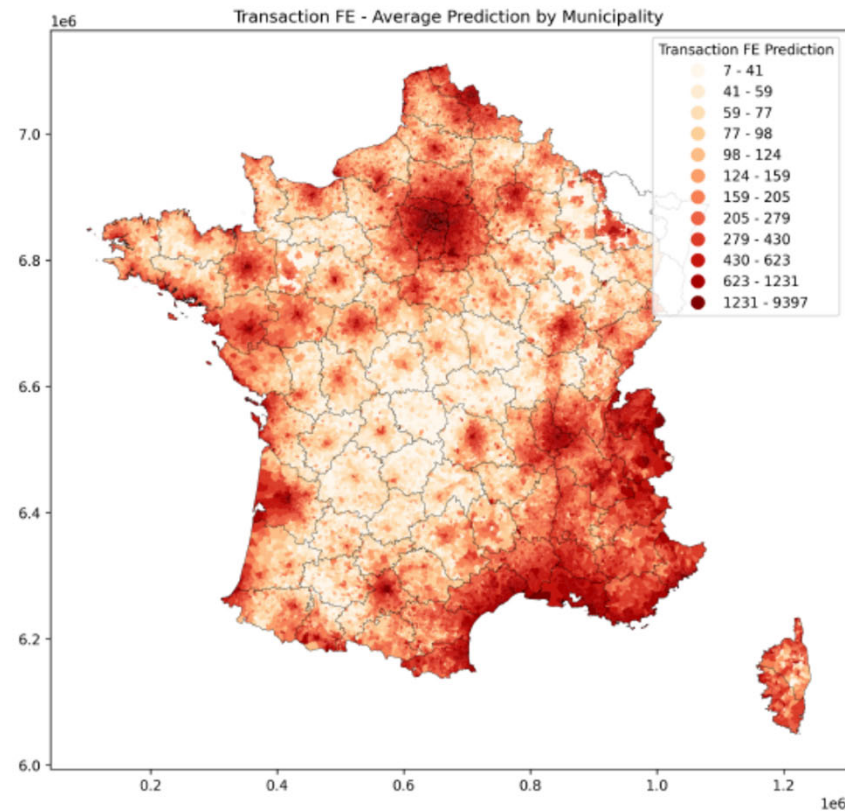 Transaction FE - Average Prediction by Municipality
1e6
Transaction FE Prediction
7 - 41
41 - 59
59 - 77
77 - 98
98 - 124
124 - 159
159 - 205
205 - 279
279 - 430
430 - 623
623 - 1231
1231 - 9397
7.0
6.8
6.6
6.4
6.2
6.0
0.2 0.4 0.6 0.8 1.0 1.2
1e6